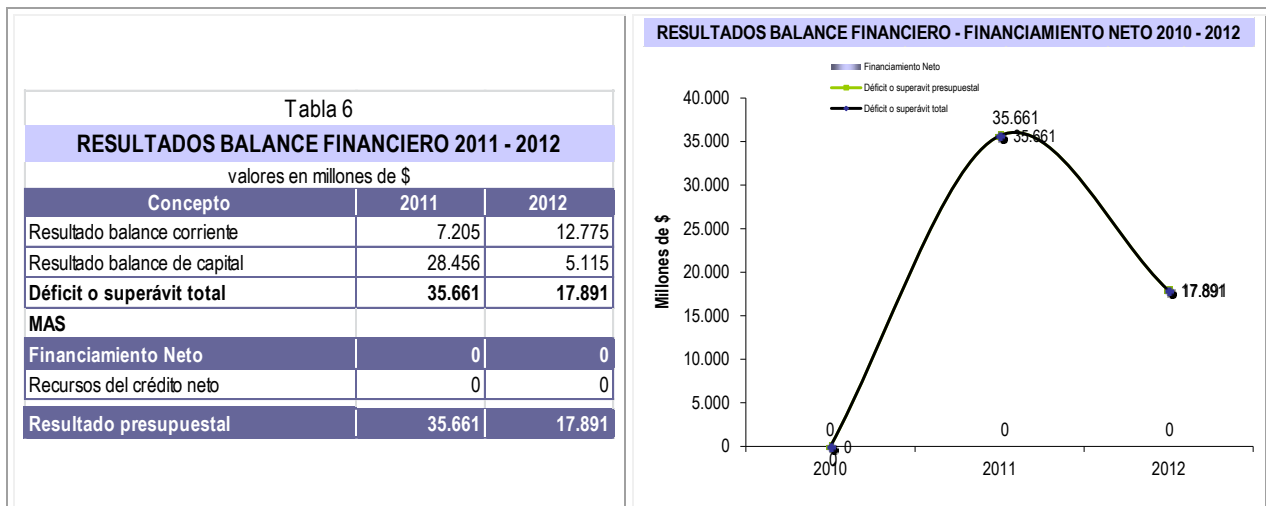 Tabla 6
RESULTADOS BALANCE FINANCIERO 2011 - 2012
valores en millones de $
Concepto 2011 2012
Resultado balance corriente 7.205 12.775
Resultado balance de capital 28.456 5.115
Déficit o superávit total 35.661 17.891
MAS
Financiamiento Neto 0 0
Recursos del crédito neto 0 0
Resultado presupuestal 35.661 17.891
RESULTADOS BALANCE FINANCIERO - FINANCIAMIENTO NETO 2010 - 2012
Financiamiento Neto
Déficit o superavit presupuestal
Déficit o superávit total
Millones de $
40.000
35.000
30.000
25.000
20.000
15.000
10.000
5.000
0
35.661
35.661
17.891
17.891
0 0 0
0
0
2010 2011 2012